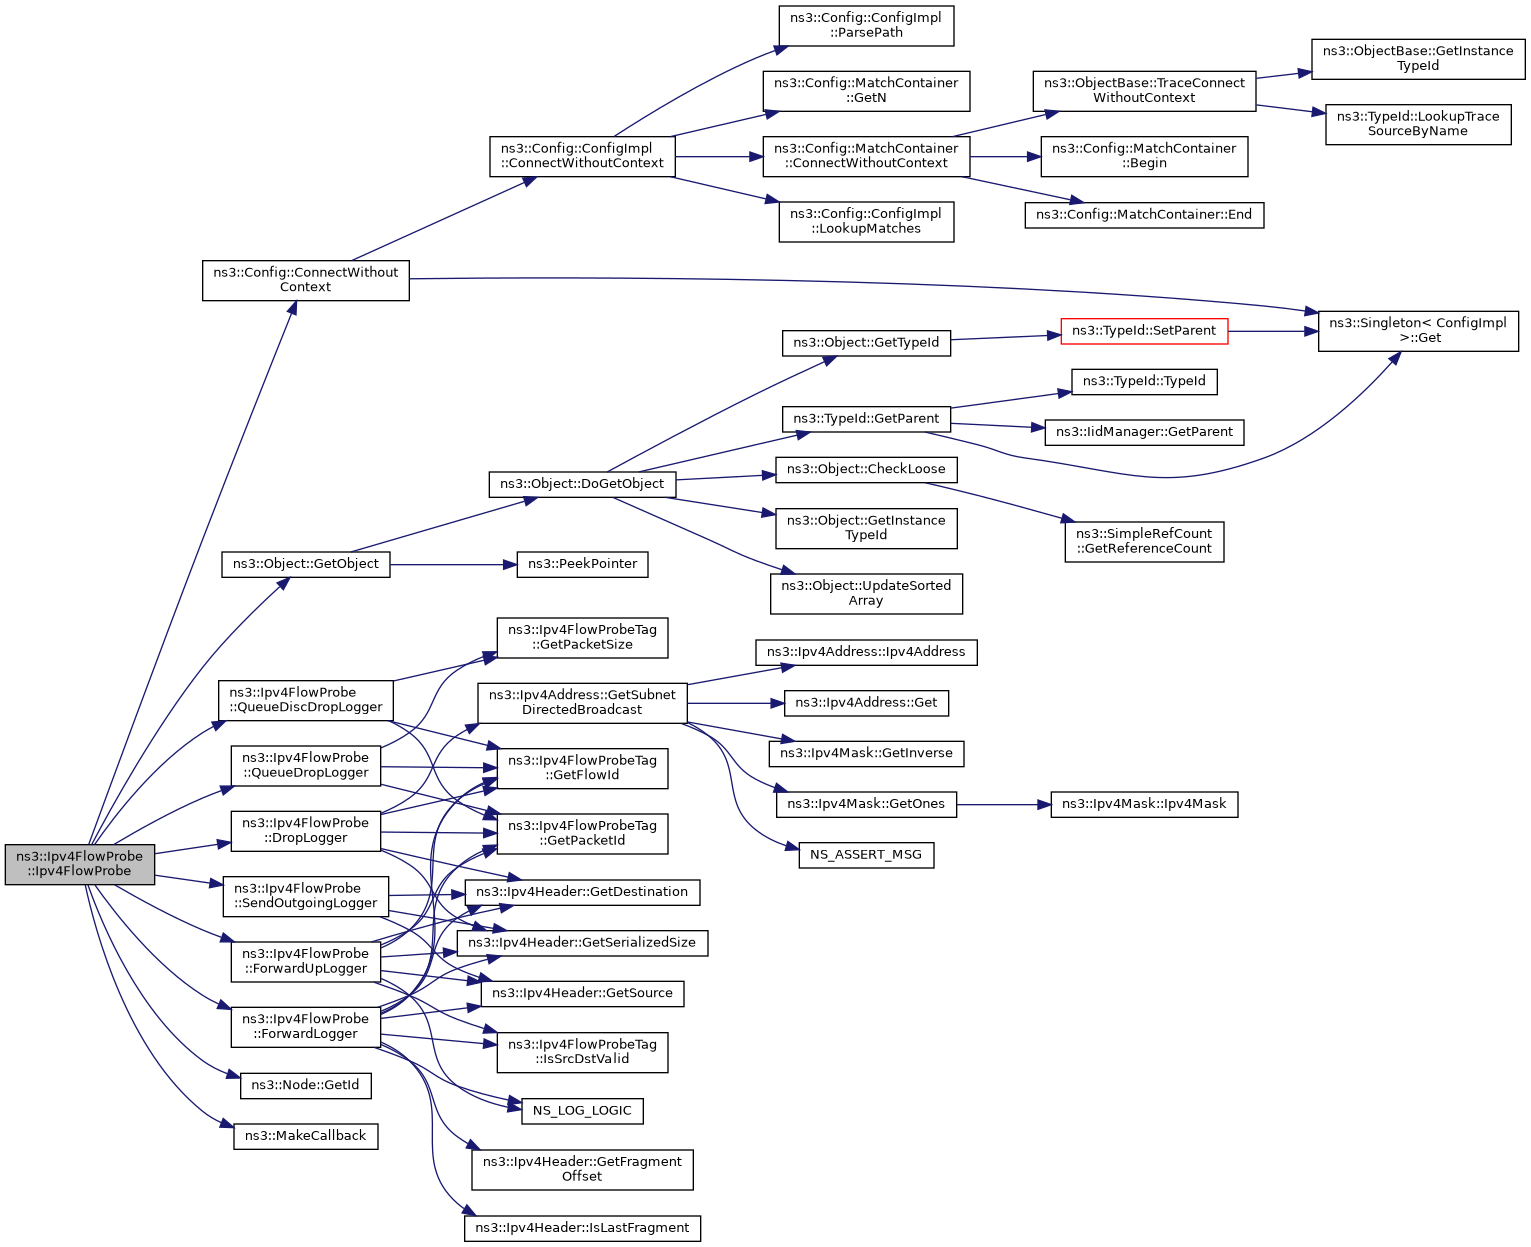 ns3::Config::ConfigImpl
::ParsePath
ns3::ObjectBase::GetInstance
TypeId
ns3::Config::MatchContainer
::GetN
ns3::ObjectBase::TraceConnect
WithoutContext
ns3::TypeId::LookupTrace
SourceByName
ns3::Config::ConfigImpl
::ConnectWithoutContext
ns3::Config::MatchContainer
::ConnectWithoutContext
ns3::Config::MatchContainer
::Begin
ns3::Config::ConfigImpl
::LookupMatches
ns3::Config::MatchContainer::End
ns3::Config::ConnectWithout
Context
ns3::Singleton< ConfigImpl
>::Get
ns3::Object::GetTypeId
ns3::TypeId::SetParent
ns3::TypeId::TypeId
ns3::TypeId::GetParent
ns3::IidManager::GetParent
ns3::Object::DoGetObject
ns3::Object::CheckLoose
ns3::Object::GetInstance
TypeId
ns3::SimpleRefCount
::GetReferenceCount
ns3::Object::GetObject
ns3::PeekPointer
ns3::Object::UpdateSorted
Array
ns3::Ipv4FlowProbeTag
::GetPacketSize
ns3::Ipv4Address::Ipv4Address
ns3::Ipv4FlowProbe
::QueueDiscDropLogger
ns3::Ipv4Address::GetSubnet
DirectedBroadcast
ns3::Ipv4Address::Get
ns3::Ipv4FlowProbe
::QueueDropLogger
ns3::Ipv4FlowProbeTag
::GetFlowId
ns3::Ipv4Mask::GetInverse
ns3::Ipv4Mask::GetOnes
ns3::Ipv4Mask::Ipv4Mask
ns3::Ipv4FlowProbe
::DropLogger
ns3::Ipv4FlowProbeTag
::GetPacketId
NS_ASSERT_MSG
ns3::Ipv4FlowProbe
::Ipv4FlowProbe
ns3::Ipv4FlowProbe
::SendOutgoingLogger
ns3::Ipv4Header::GetDestination
ns3::Ipv4FlowProbe
::ForwardUpLogger
ns3::Ipv4Header::GetSerializedSize
ns3::Ipv4Header::GetSource
ns3::Ipv4FlowProbe
::ForwardLogger
ns3::Ipv4FlowProbeTag
::IsSrcDstValid
ns3::Node::GetId
NS_LOG_LOGIC
ns3::MakeCallback
ns3::Ipv4Header::GetFragment
Offset
ns3::Ipv4Header::IsLastFragment